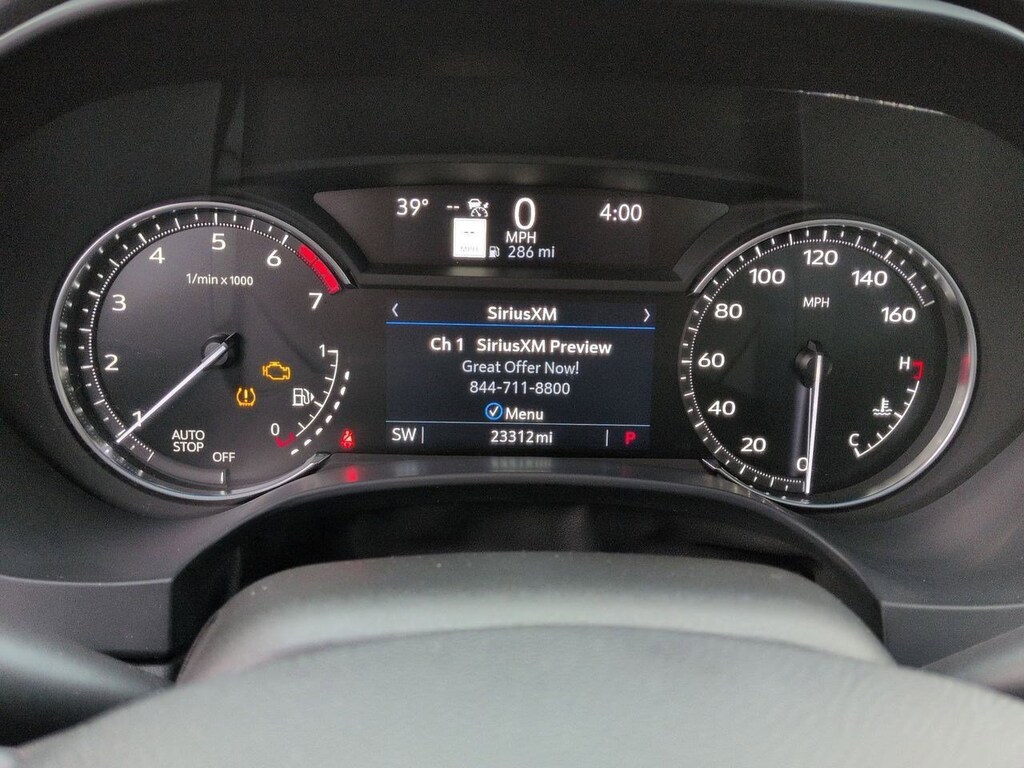 39° -- 0 4:00
MPH
286 mi
1/min x 1000
1
2
3
4
5
6
7
AUTO
STOP
OFF
1
0
< SiriusXM >
Ch 1 SiriusXM Preview
Great Offer Now!
844-711-8800
Menu
SW 23312mi P
0
20
40
60
80
100
120
140
160
MPH
H
C